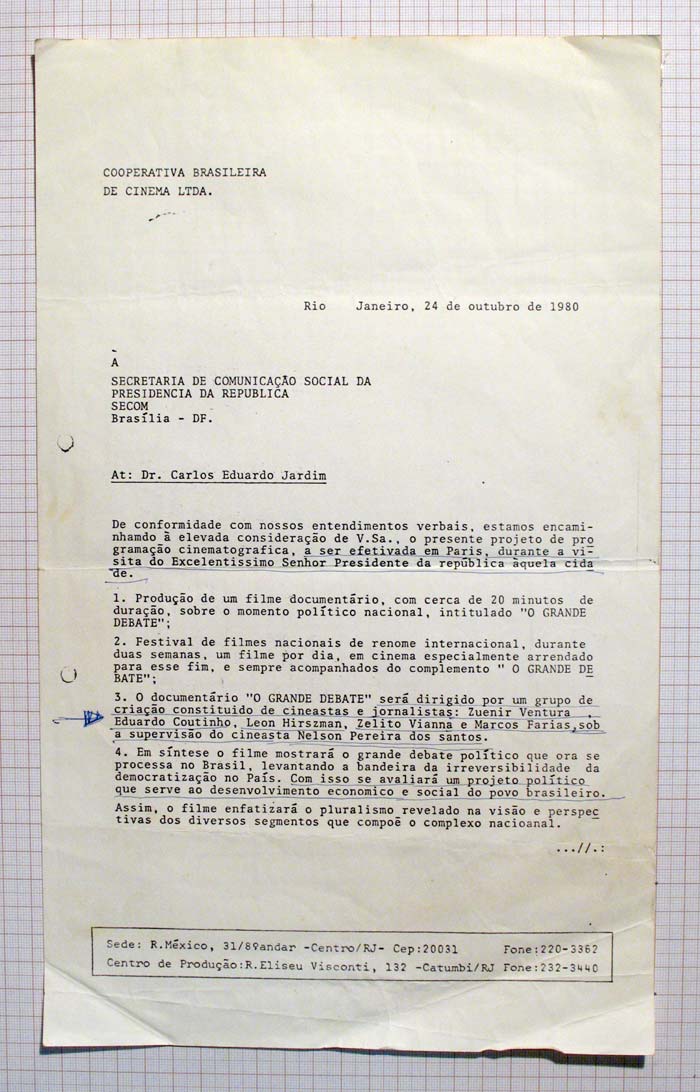 COOPERATIVA BRASILEIRA
DE CINEMA LTDA.
Rio    Janeiro, 24 de outubro de 1980
A
SECRETARIA DE COMUNICAÇÃO SOCIAL DA
PRESIDENCIA DA REPUBLICA
SECOM
Brasília - DF.
At: Dr. Carlos Eduardo Jardim
De conformidade com nossos entendimentos verbais, estamos encami-
nhamdo à elevada consideração de V.Sa., o presente projeto de pro
gramação cinematografica, a ser efetivada em Paris, durante a vi-
sita do Excelentissimo Senhor Presidente da república àquela cida
de.
1. Produção de um filme documentário, com cerca de 20 minutos de
duração, sobre o momento político nacional, intitulado "O GRANDE
DEBATE";
2. Festival de filmes nacionais de renome internacional, durante
duas semanas, um filme por dia, em cinema especialmente arrendado
para esse fim, e sempre acompanhados do complemento " O GRANDE DE
BATE";
3. O documentário "O GRANDE DEBATE" será dirigido por um grupo de
criação constituido de cineastas e jornalistas: Zuenir Ventura ,
Eduardo Coutinho, Leon Hirszman, Zelito Vianna e Marcos Farias,sob
a supervisão do cineasta Nelson Pereira dos santos.
4. Em síntese o filme mostrará o grande debate político que ora se
processa no Brasil, levantando a bandeira da irreversibilidade da
democratização no País. Com isso se avaliará um projeto político
que serve ao desenvolvimento economico e social do povo brasileiro.
Assim, o filme enfatizará o pluralismo revelado na visão e perspec
tivas dos diversos segmentos que compoē o complexo nacioanal.
...//.:
Sede: R.México, 31/8ºandar -Centro/RJ- Cep:20031 Fone:220-3362
Centro de Produção:R.Eliseu Visconti, 132 -Catumbi/RJ Fone:232-3440